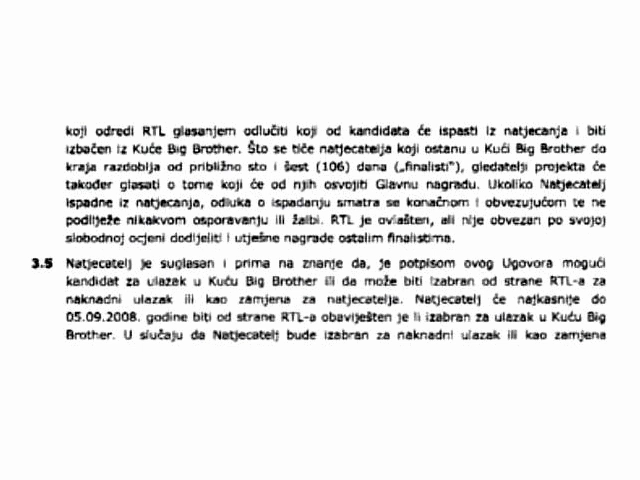 koji odredi RTL glasanjem odlučiti koji od kandidata će ispasti iz natjecanja i biti
izbačen iz Kuće Big Brother. Što se tiče natjecatelja koji ostanu u Kući Big Brother do
kraja razdoblja od približno sto i šest (106) dana („finalisti"), gledatelji projekta će
također glasati o tome koji će od njih osvojiti Glavnu nagradu. Ukoliko Natjecatelj
ispadne iz natjecanja, odluka o ispadanju smatra se konačnom i obvezujućom te ne
podliježe nikakvom osporavanju ili žalbi. RTL je ovlašten, ali nije obvezan po svojoj
slobodnoj ocjeni dodijeliti i utješne nagrade ostalim finalistima.
3.5 Natjecatelj je suglasan i prima na znanje da, je potpisom ovog Ugovora mogući
kandidat za ulazak u Kuću Big Brother ili da može biti izabran od strane RTL-a za
naknadni ulazak ili kao zamjena za natjecatelja. Natjecatelj će najkasnije do
05.09.2008. godine biti od strane RTL-a obaviješten je li izabran za ulazak u Kuću Big
Brother. U slučaju da Natjecatelj bude izabran za naknadni ulazak ili kao zamjena